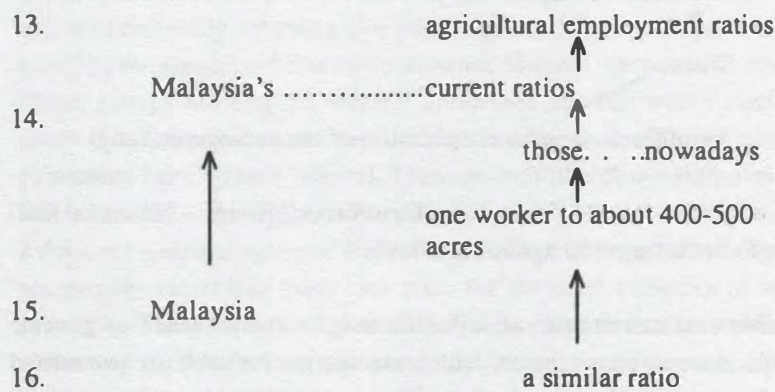 13. agricultural employment ratios
Malaysia's ...................current ratios
14.
those. . . .nowadays
one worker to about 400-500
acres
15. Malaysia
16. a similar ratio